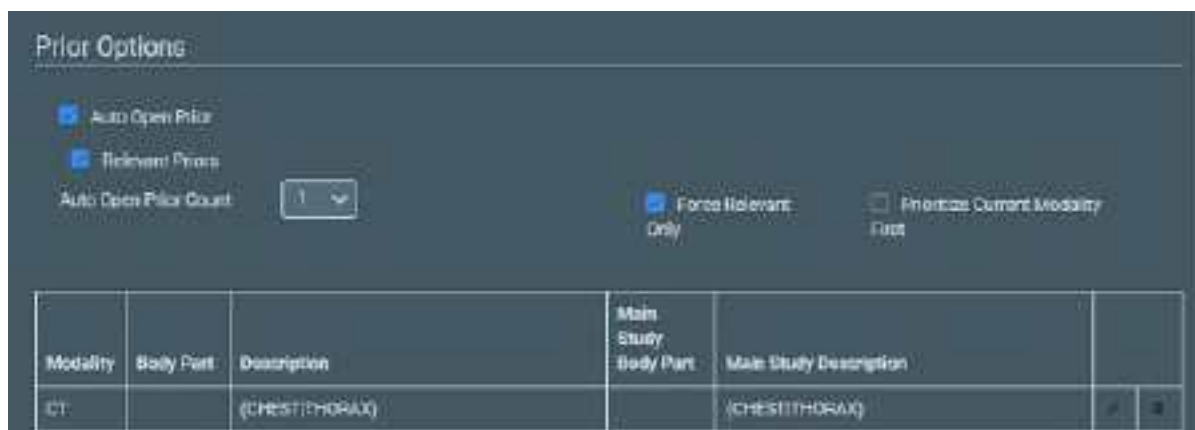 Prior Options
Auto Open Prior
Relevant Priors
Auto Open Prior Count
1
Force Relevant
Only
Prioritize Current Modality
First
Modality
Body Part
Description
Main
Study
Body Part
Main Study Description
CT
(CHEST|THORAX)
(CHEST|THORAX)